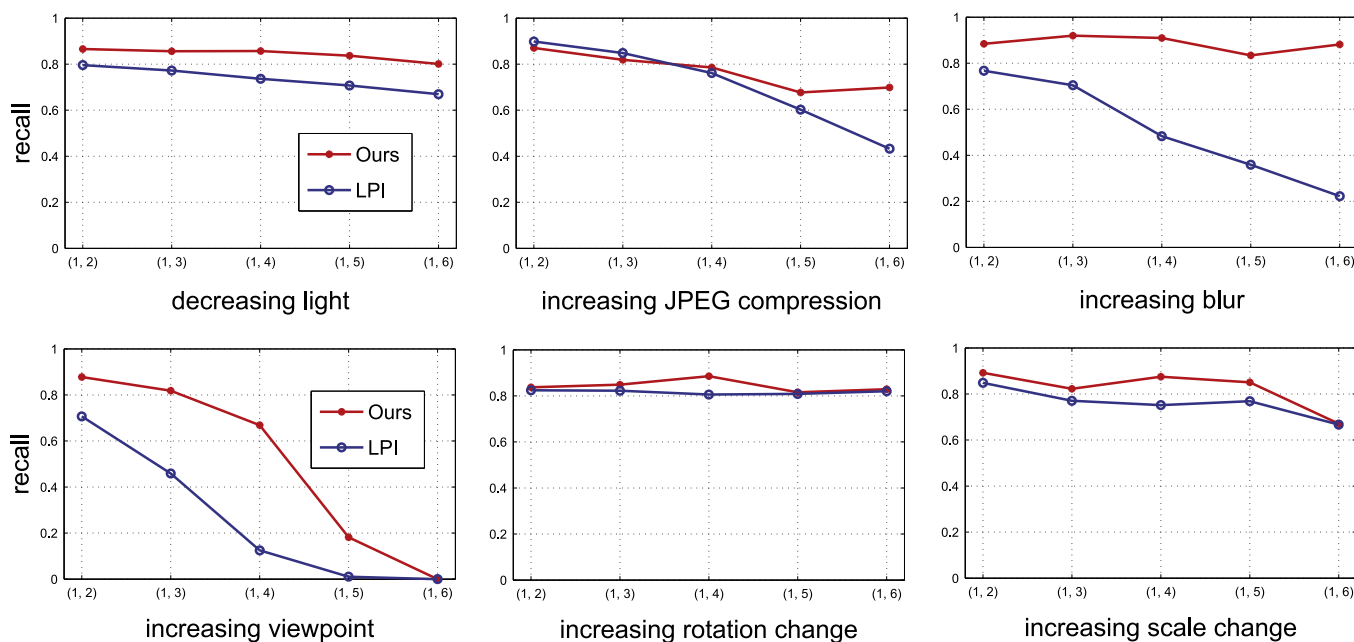 1
0.8
0.6
0.4
0.2
0
recall
Ours
LPI
(1, 2) (1, 3) (1, 4) (1, 5) (1, 6)
decreasing light
1
0.8
0.6
0.4
0.2
0
(1, 2) (1, 3) (1, 4) (1, 5) (1, 6)
increasing JPEG compression
1
0.8
0.6
0.4
0.2
0
(1, 2) (1, 3) (1, 4) (1, 5) (1, 6)
increasing blur
1
0.8
0.6
0.4
0.2
0
recall
Ours
LPI
(1, 2) (1, 3) (1, 4) (1, 5) (1, 6)
increasing viewpoint
1
0.8
0.6
0.4
0.2
0
(1, 2) (1, 3) (1, 4) (1, 5) (1, 6)
increasing rotation change
1
0.8
0.6
0.4
0.2
0
(1, 2) (1, 3) (1, 4) (1, 5) (1, 6)
increasing scale change